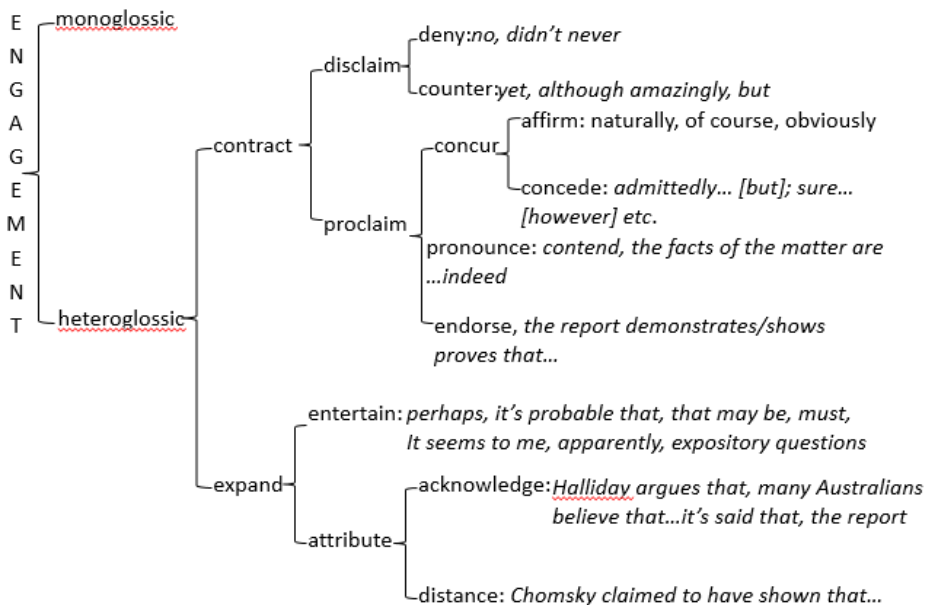 ENGAGEMENT
monoglossic
heteroglossic
contract
disclaim
deny:no, didn't never
counter:yet, although amazingly, but
proclaim
concur
affirm: naturally, of course, obviously
concede: admittedly... [but]; sure...
[however] etc.
pronounce: contend, the facts of the matter are
...indeed
endorse, the report demonstrates/shows
proves that...
expand
entertain: perhaps, it's probable that, that may be, must,
It seems to me, apparently, expository questions
attribute
acknowledge:Halliday argues that, many Australians
believe that...it's said that, the report
distance: Chomsky claimed to have shown that...